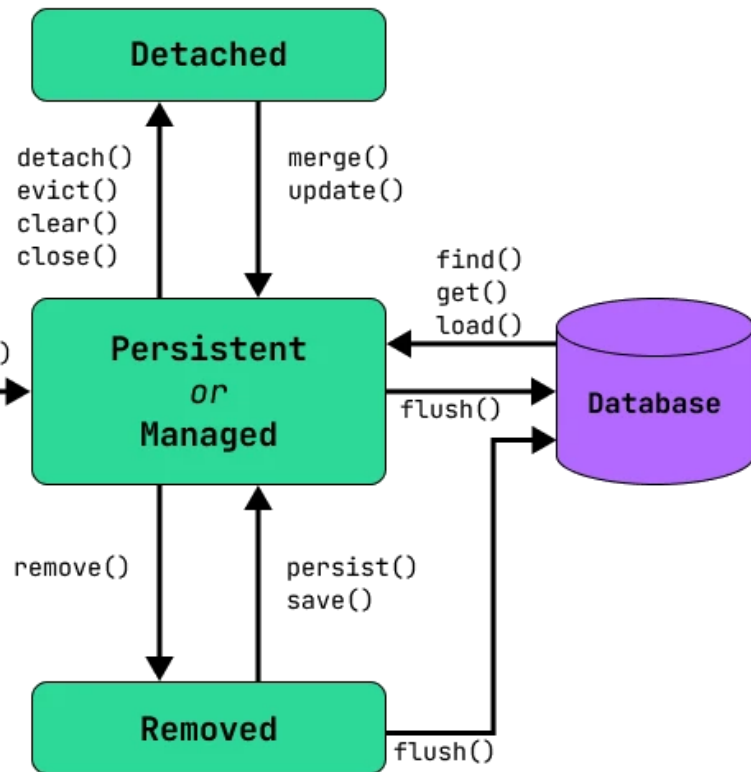 Detached
detach()
evict()
clear()
close()
merge()
update()
find()
get()
load()
)
Persistent
or
Managed
flush()
Database
remove()
persist()
save()
Removed
flush()